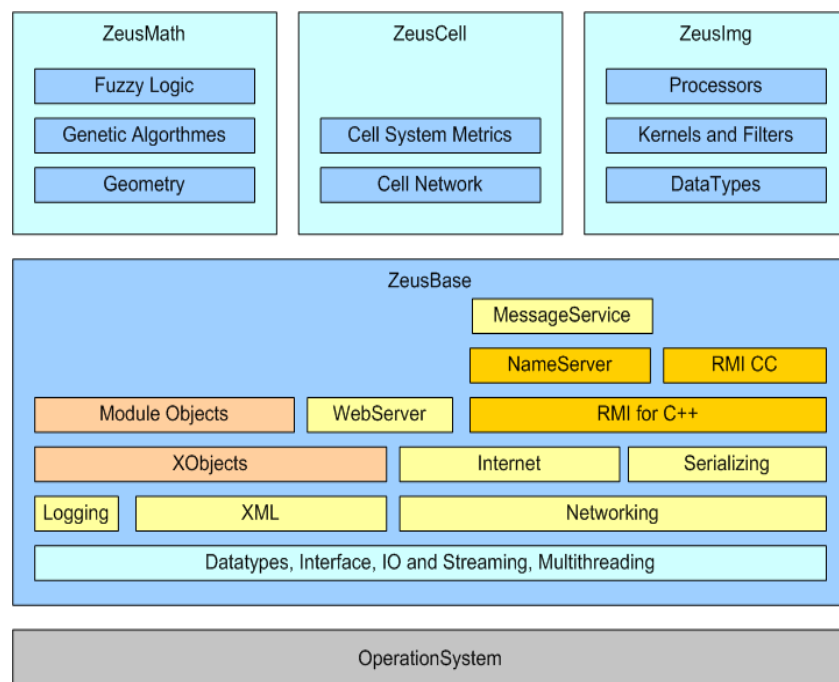 ZeusMath
Fuzzy Logic
Genetic Algorthmes
Geometry
ZeusCell
Cell System Metrics
Cell Network
ZeusImg
Processors
Kernels and Filters
DataTypes
ZeusBase
MessageService
NameServer
RMI CC
Module Objects
WebServer
RMI for C++
XObjects
Internet
Serializing
Logging
XML
Networking
Datatypes, Interface, IO and Streaming, Multithreading
OperationSystem